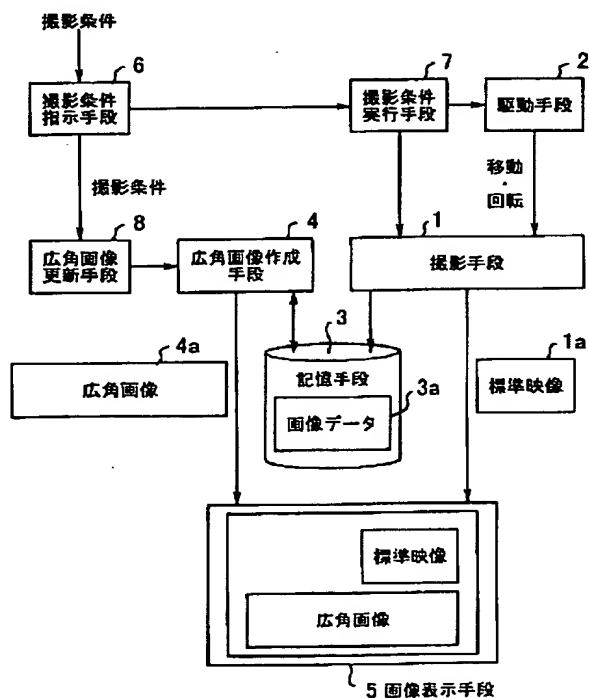 撮影条件
6
撮影条件
指示手段
7
撮影条件
実行手段
2
駆動手段
撮影条件
移動
・
回転
8
広角画像
更新手段
4
広角画像作成
手段
1
撮影手段
4a
広角画像
3
記憶手段
3a
画像データ
1a
標準映像
標準映像
広角画像
5 画像表示手段